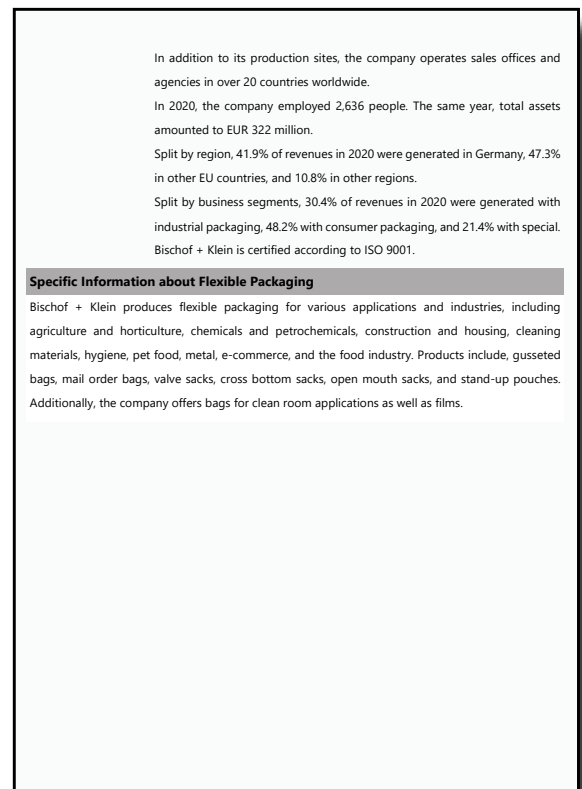 In addition to its production sites, the company operates sales offices and
agencies in over 20 countries worldwide.
In 2020, the company employed 2,636 people. The same year, total assets
amounted to EUR 322 million.
Split by region, 41.9% of revenues in 2020 were generated in Germany, 47.3%
in other EU countries, and 10.8% in other regions.
Split by business segments, 30.4% of revenues in 2020 were generated with
industrial packaging, 48.2% with consumer packaging, and 21.4% with special.
Bischof + Klein is certified according to ISO 9001.
Specific Information about Flexible Packaging
Bischof + Klein produces flexible packaging for various applications and industries, including
agriculture and horticulture, chemicals and petrochemicals, construction and housing, cleaning
materials, hygiene, pet food, metal, e-commerce, and the food industry. Products include, gusseted
bags, mail order bags, valve sacks, cross bottom sacks, open mouth sacks, and stand-up pouches.
Additionally, the company offers bags for clean room applications as well as films.